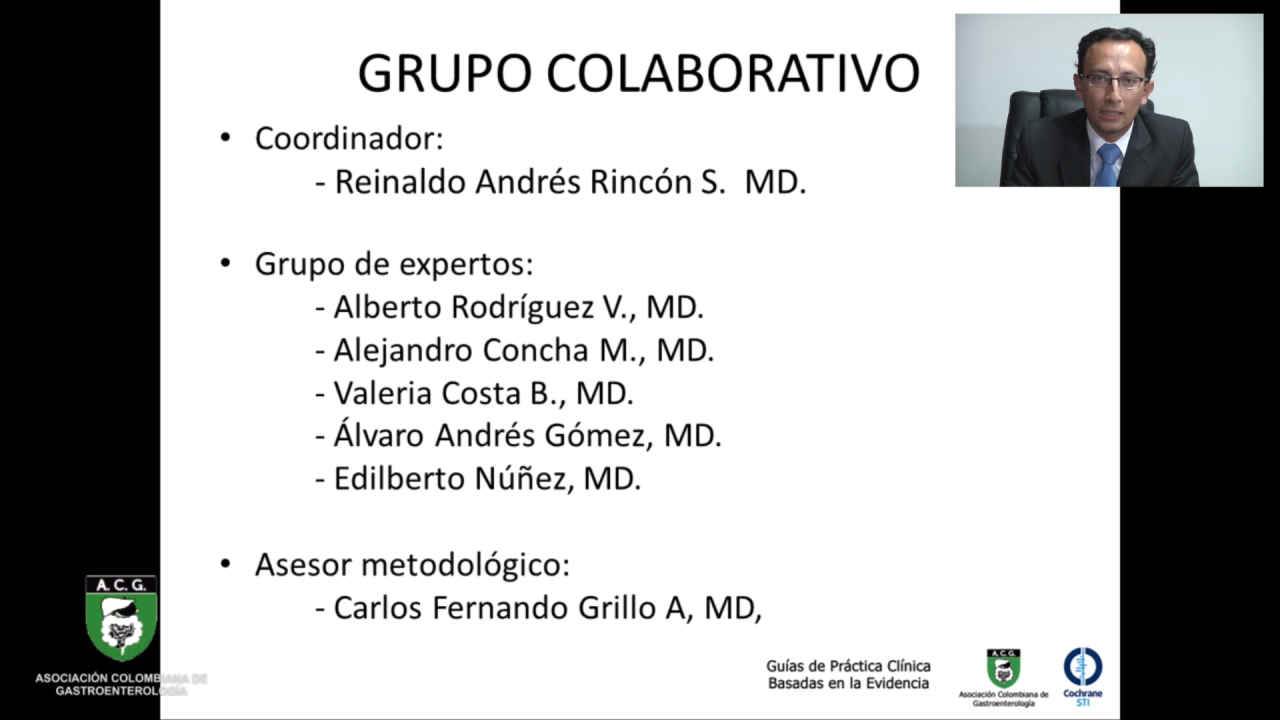 GRUPO COLABORATIVO
• Coordinador:
- Reinaldo Andrés Rincón S. MD.
• Grupo de expertos:
- Alberto Rodríguez V., MD.
- Alejandro Concha M., MD.
- Valeria Costa B., MD.
- Álvaro Andrés Gómez, MD.
- Edilberto Núñez, MD.
• Asesor metodológico:
- Carlos Fernando Grillo A, MD,
A. C. G.
ASOCIACIÓN COLOMBIANA DE
GASTROENTEROLOGÍA
Guías de Práctica Clínica
Basadas en la Evidencia
A.C.G.
Asociación Colombiana de
Gastroenterología
Cochrane
STI